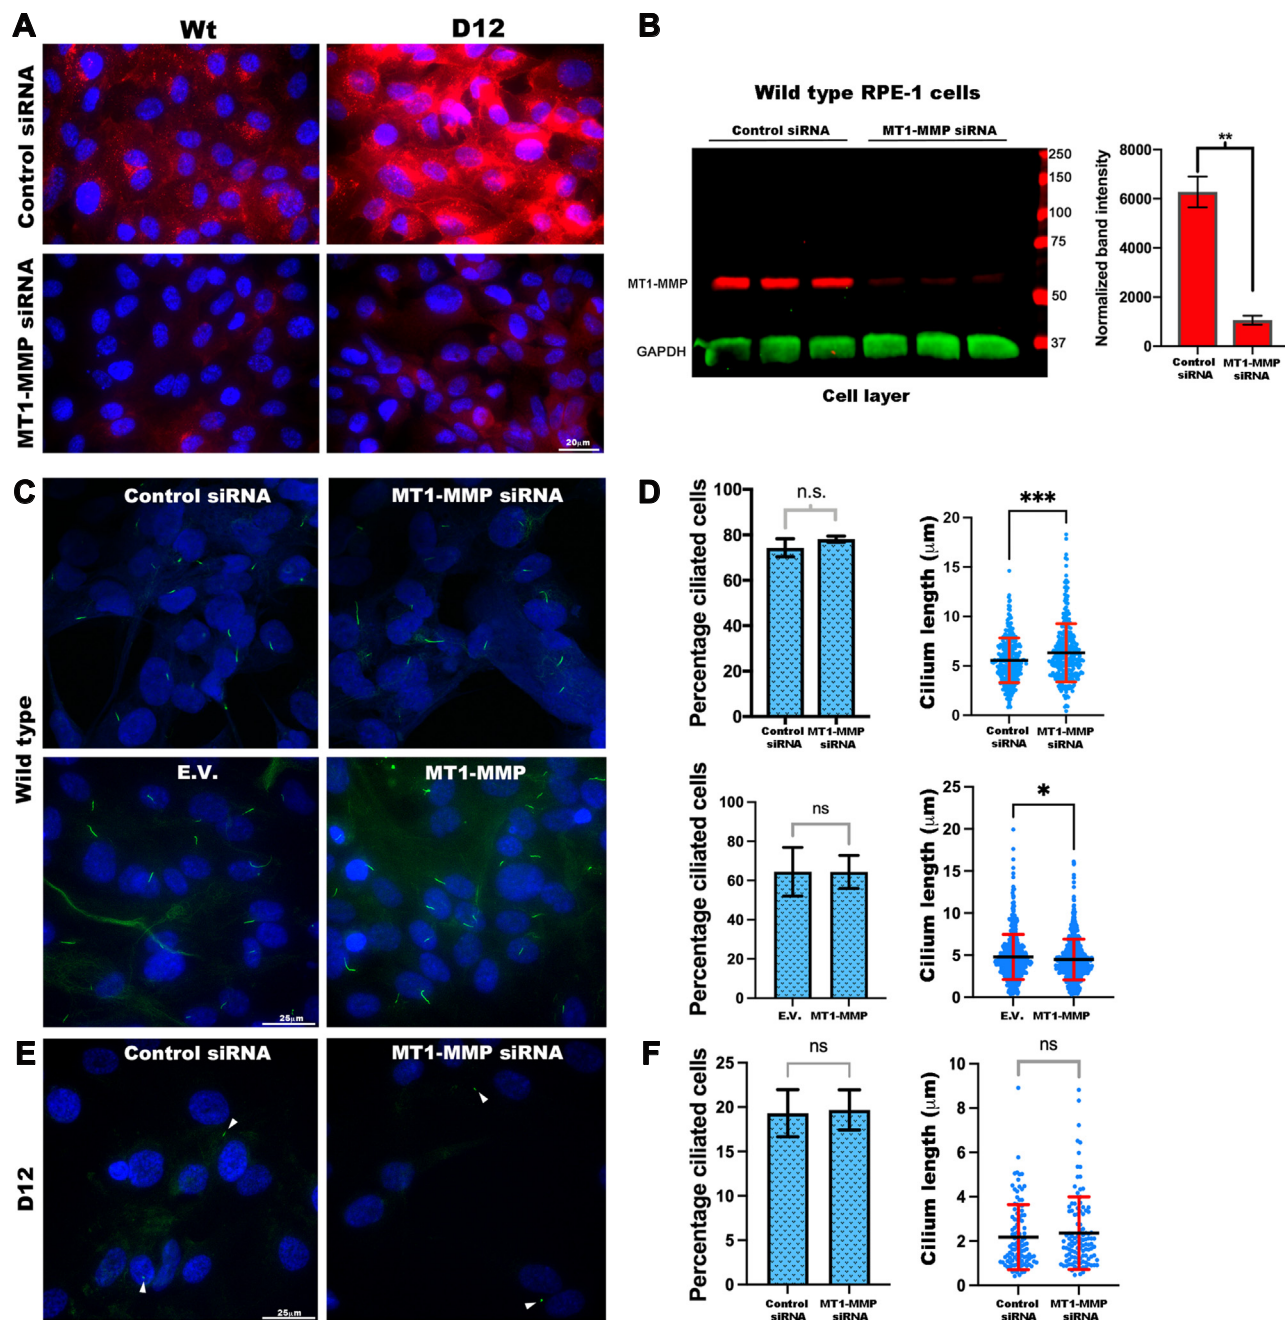 A
Wt
D12
Control siRNA
MT1-MMP siRNA
20μm
B
Wild type RPE-1 cells
Control siRNA
MT1-MMP siRNA
250
150
100
75
50
37
MT1-MMP
GAPDH
Cell layer
Normalized band intensity
8000
6000
4000
2000
0
**
Control
siRNA
MT1-MMP
siRNA
C
Wild type
Control siRNA
MT1-MMP siRNA
E.V.
MT1-MMP
25μm
D
Percentage ciliated cells
100
80
60
40
20
0
n.s.
Control
siRNA
MT1-MMP
siRNA
Cilium length (μm)
20
15
10
5
0
***
Control
siRNA
MT1-MMP
siRNA
Percentage ciliated cells
100
80
60
40
20
0
ns
E.V.
MT1-MMP
Cilium length (μm)
25
20
15
10
5
0
*
E.V.
MT1-MMP
E
D12
Control siRNA
MT1-MMP siRNA
25μm
F
Percentage ciliated cells
25
20
15
10
5
0
ns
Control
siRNA
MT1-MMP
siRNA
Cilium length (μm)
10
8
6
4
2
0
ns
Control
siRNA
MT1-MMP
siRNA